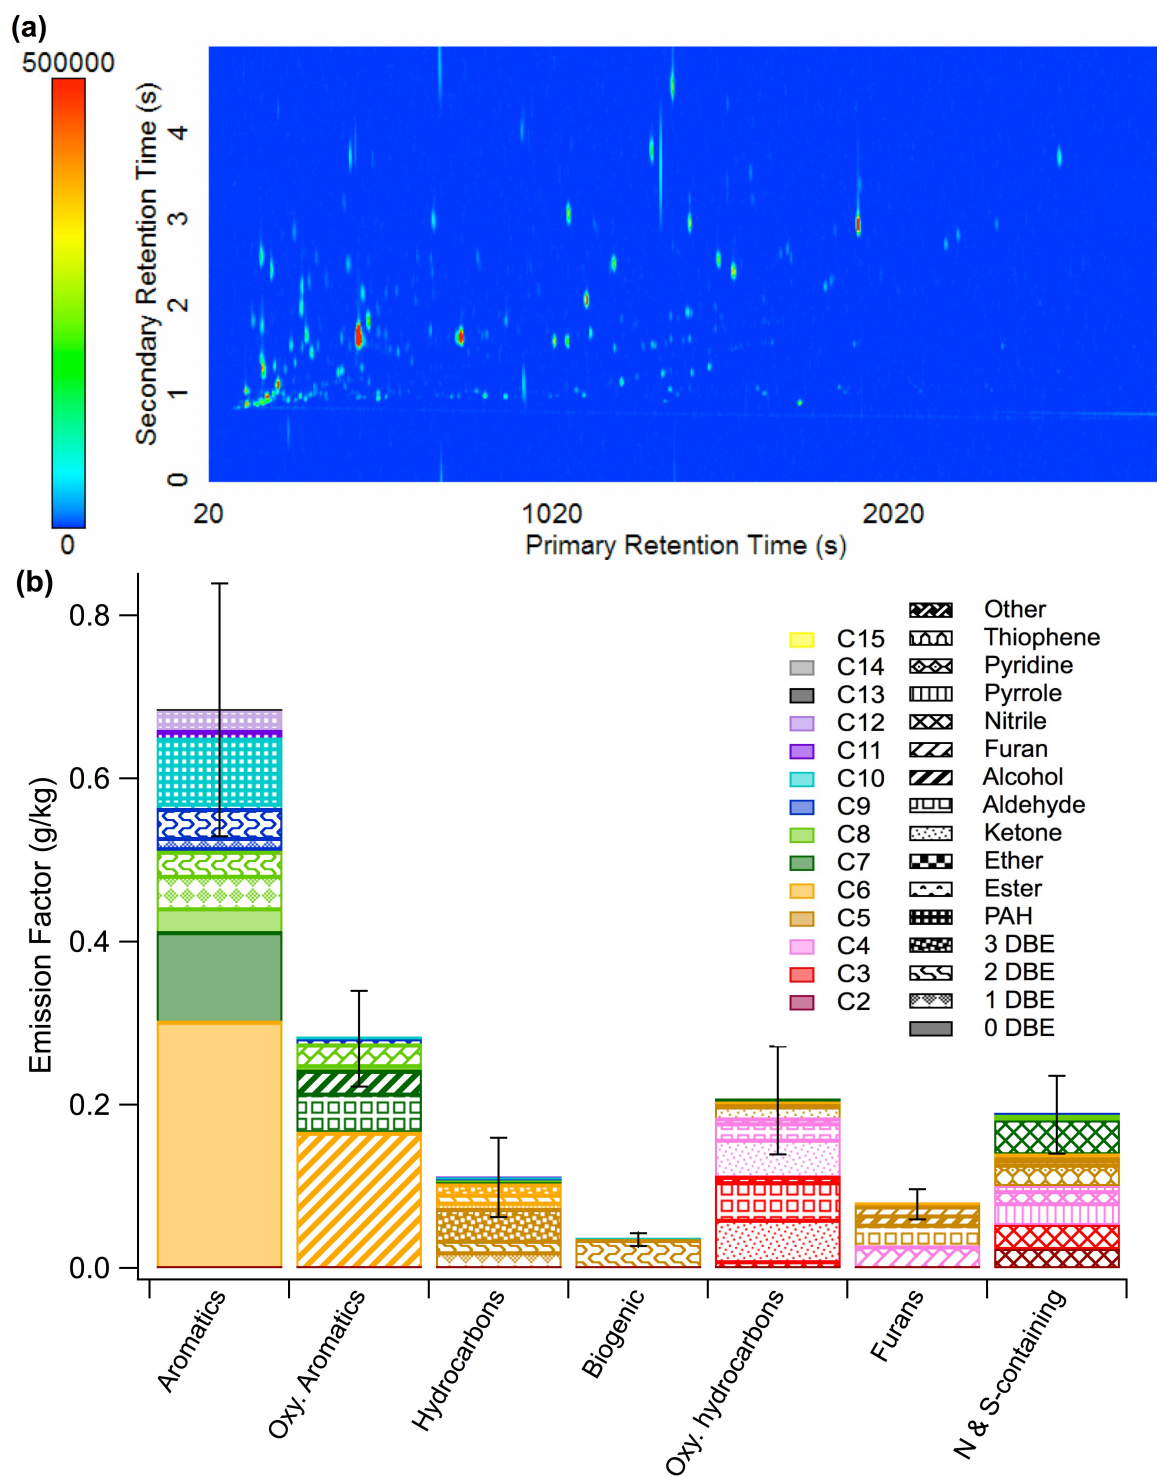 (a)
500000
0
Secondary Retention Time (s)
4
3
2
1
0
20 1020 2020
Primary Retention Time (s)
(b)
Emission Factor (g/kg)
0.8
0.6
0.4
0.2
0.0
C15
C14
C13
C12
C11
C10
C9
C8
C7
C6
C5
C4
C3
C2
Other
Thiophene
Pyridine
Pyrrole
Nitrile
Furan
Alcohol
Aldehyde
Ketone
Ether
Ester
PAH
3 DBE
2 DBE
1 DBE
0 DBE
Aromatics
Oxy. Aromatics
Hydrocarbons
Biogenic
Oxy. hydrocarbons
Furans
N & S-containing